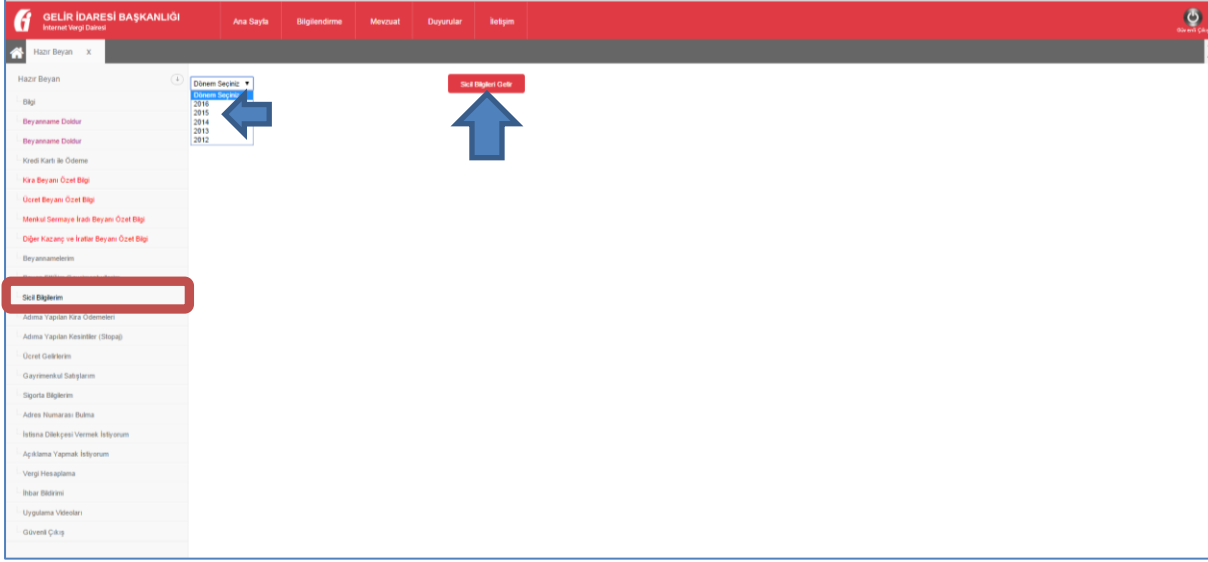 GELİR İDARESİ BAŞKANLIĞI
İnternet Vergi Dairesi
Ana Sayfa Bilgilendirme Mevzuat Duyurular İletişim
Güvenli
Hazır Beyan X
Hazır Beyan
Dönem Seçiniz
Sicil Bilgileri Getir
Dönem Seçiniz
2016
2015
2014
2013
2012
Bilgi
Beyanname Doldur
Beyanname Doldur
Kredi Kartı ile Ödeme
Kira Beyanı Özet Bilgi
Ücret Beyanı Özet Bilgi
Menkul Sermaye İradı Beyanı Özet Bilgi
Diğer Kazanç ve İratlar Beyanı Özet Bilgi
Beyannamelerim
Sicil Bilgilerim
Adıma Yapılan Kira Ödemeleri
Adıma Yapılan Kesintiler (Stopaj)
Ücret Gelirlerim
Gayrimenkul Satışlarım
Sigorta Bilgilerim
Adres Numarası Bulma
İstisna Dilekçesi Vermek İstiyorum
Açıklama Yapmak İstiyorum
Vergi Hesaplama
İhbar Bildirimi
Uygulama Videoları
Güvenli Çıkış